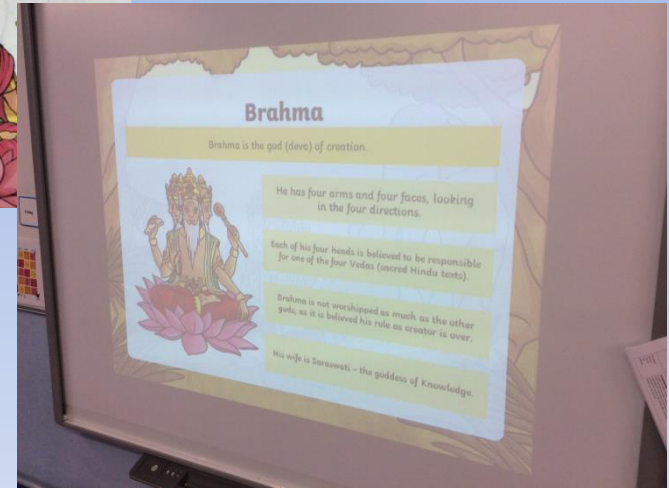 Brahma
Brahma is the god (deva) of creation.
He has four arms and four faces, looking
in the four directions.
Each of his four heads is believed to be responsible
for one of the four Vedas (sacred Hindu texts).
Brahma is not worshipped as much as the other
gods, as it is believed his role as creator is over.
His wife is Saraswati – the goddess of Knowledge.